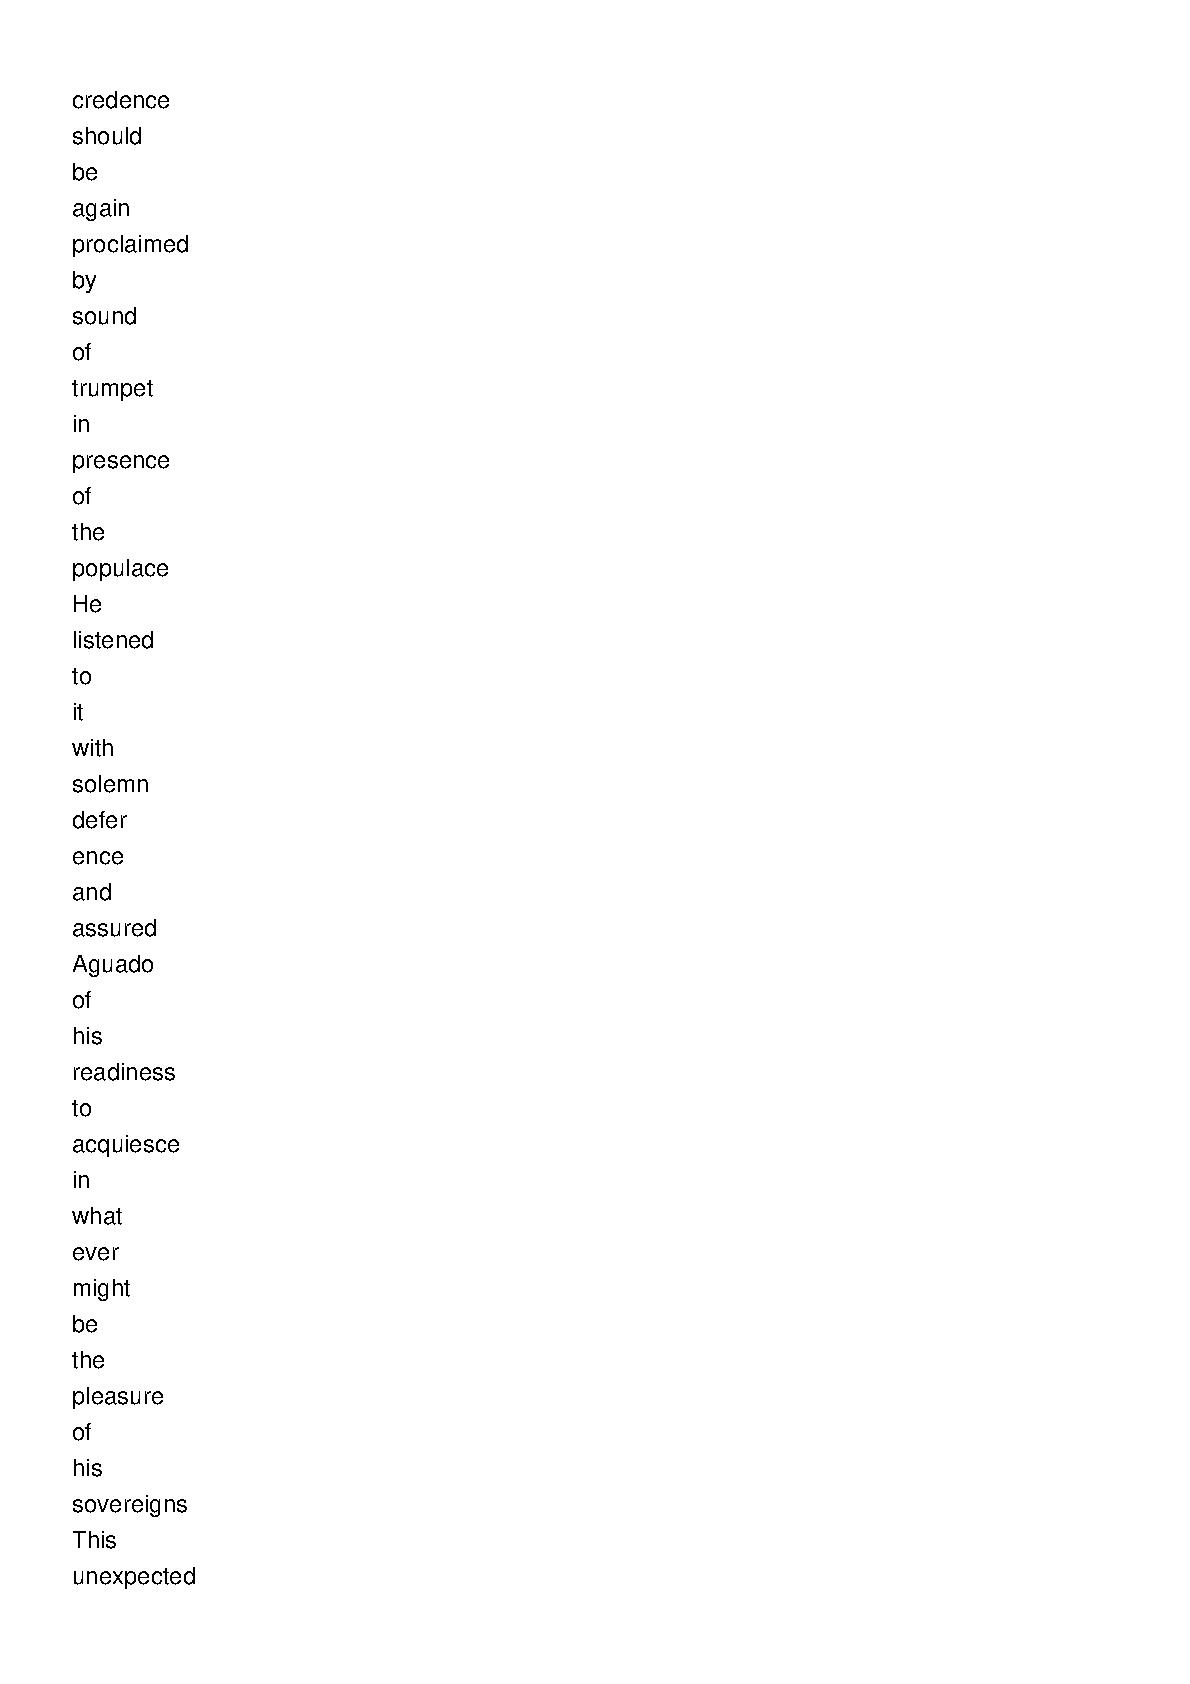 credence
should
be
again
proclaimed
by
sound
of
trumpet
in
presence
of
the
populace
He
listened
to
it
with
solemn
defer
ence
and
assured
Aguado
of
his
readiness
to
acquiesce
in
what
ever
might
be
the
pleasure
of
his
sovereigns
This
unexpected